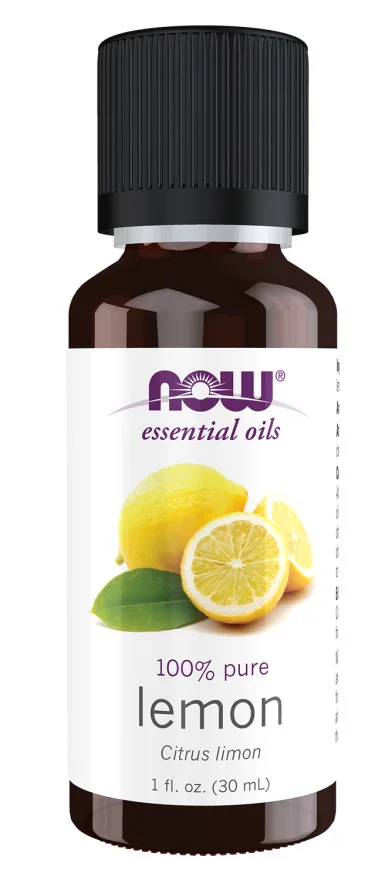 NOW®
essential oils
100% pure
lemon
Citrus limon
1 fl. oz. (30 mL)